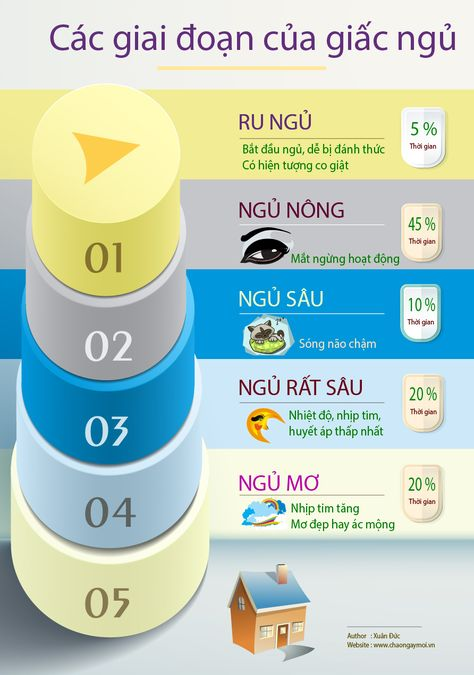 Các giai đoạn của giấc ngủ
01
RU NGỦ
Bắt đầu ngủ, dễ bị đánh thức
Có hiện tượng co giật
5 %
Thời gian
02
NGỦ NÔNG
Mắt ngừng hoạt động
45 %
Thời gian
03
NGỦ SÂU
Sóng não chậm
10 %
Thời gian
04
NGỦ RẤT SÂU
Nhiệt độ, nhịp tim,
huyết áp thấp nhất
20 %
Thời gian
05
NGỦ MƠ
Nhịp tim tăng
Mơ đẹp hay ác mộng
20 %
Thời gian
Author : Xuân Đức
Website : www.chaongaymoi.vn